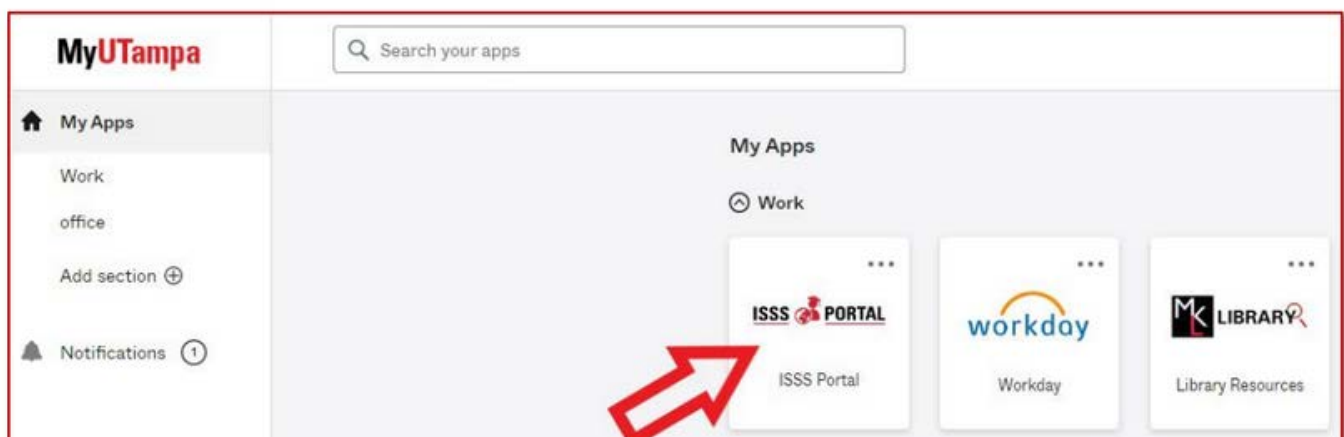 MyUTampa
Search your apps
My Apps
Work
office
Add section
Notifications 1
My Apps
Work
ISSS PORTAL
ISSS Portal
workday
Workday
MK LIBRARY
Library Resources